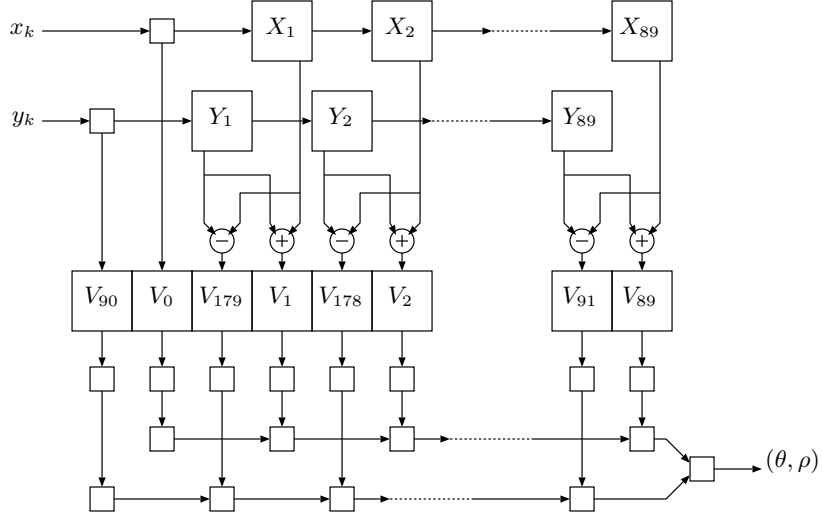 x_k X_1 X_2 X_89
y_k Y_1 Y_2 Y_89
− + − + − +
V_90 V_0 V_179 V_1 V_178 V_2 V_91 V_89
(θ, ρ)